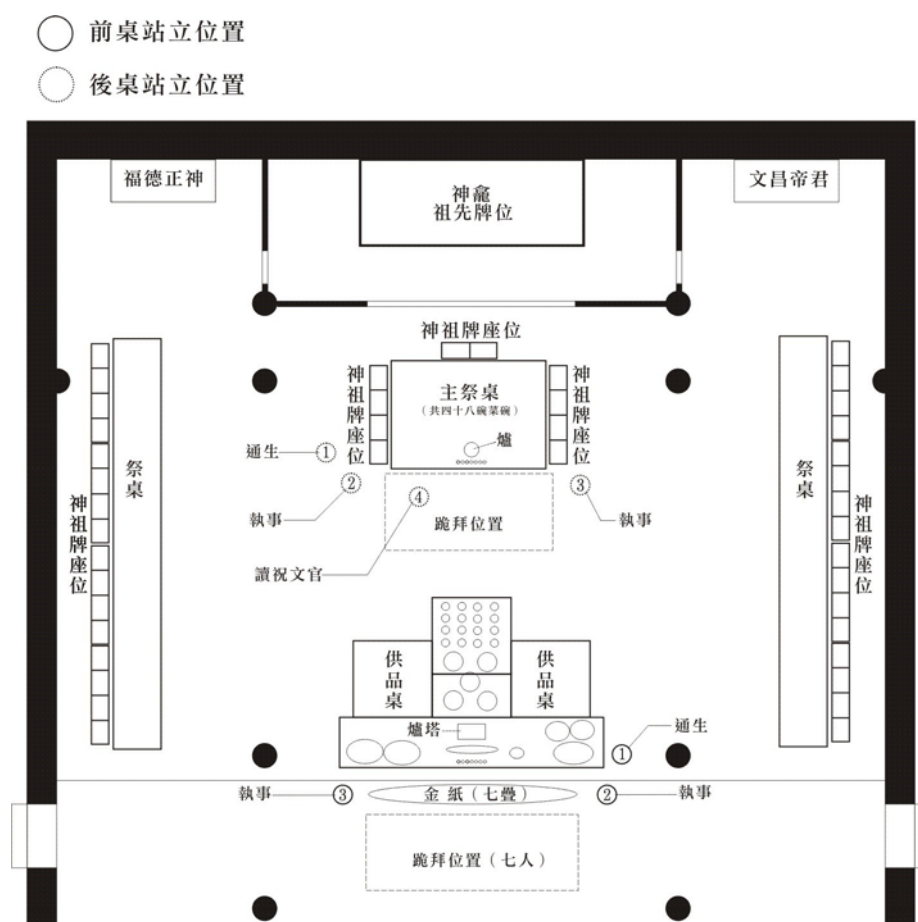 前桌站立位置
後桌站立位置
福德正神
神龕
祖先牌位
文昌帝君
神祖牌座位
神祖牌座位
主祭桌
（共四十八碗菜碗）
爐
神祖牌座位
通生
①
②
執事
④
③
執事
跪拜位置
讀祝文官
神祖牌座位
祭桌
祭桌
神祖牌座位
供品桌
供品桌
爐塔
通生
①
執事
③
金紙（七疊）
②
執事
跪拜位置（七人）